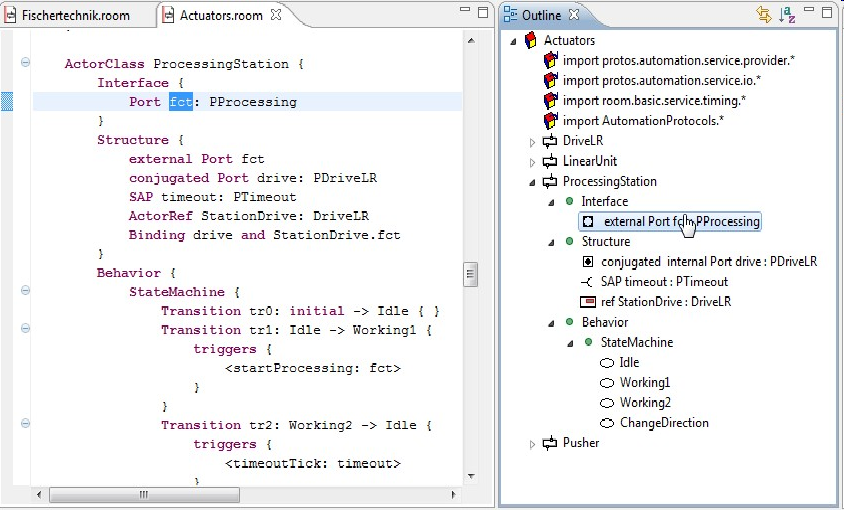 Fischertechnik.room
Actuators.room
ActorClass ProcessingStation {
Interface {
Port fct: PProcessing
}
Structure {
external Port fct
conjugated Port drive: PDriveLR
SAP timeout: PTimeout
ActorRef StationDrive: DriveLR
Binding drive and StationDrive.fct
}
Behavior {
StateMachine {
Transition tr0: initial -> Idle { }
Transition tr1: Idle -> Working1 {
triggers {
<startProcessing: fct>
}
}
Transition tr2: Working2 -> Idle {
triggers {
<timeoutTick: timeout>
}
Outline
Actuators
import protos.automation.service.provider.*
import protos.automation.service.io.*
import room.basic.service.timing.*
import AutomationProtocols.*
DriveLR
LinearUnit
ProcessingStation
Interface
external Port PProcessing
Structure
conjugated internal Port drive : PDriveLR
SAP timeout : PTimeout
ref StationDrive : DriveLR
Behavior
StateMachine
Idle
Working1
Working2
ChangeDirection
Pusher